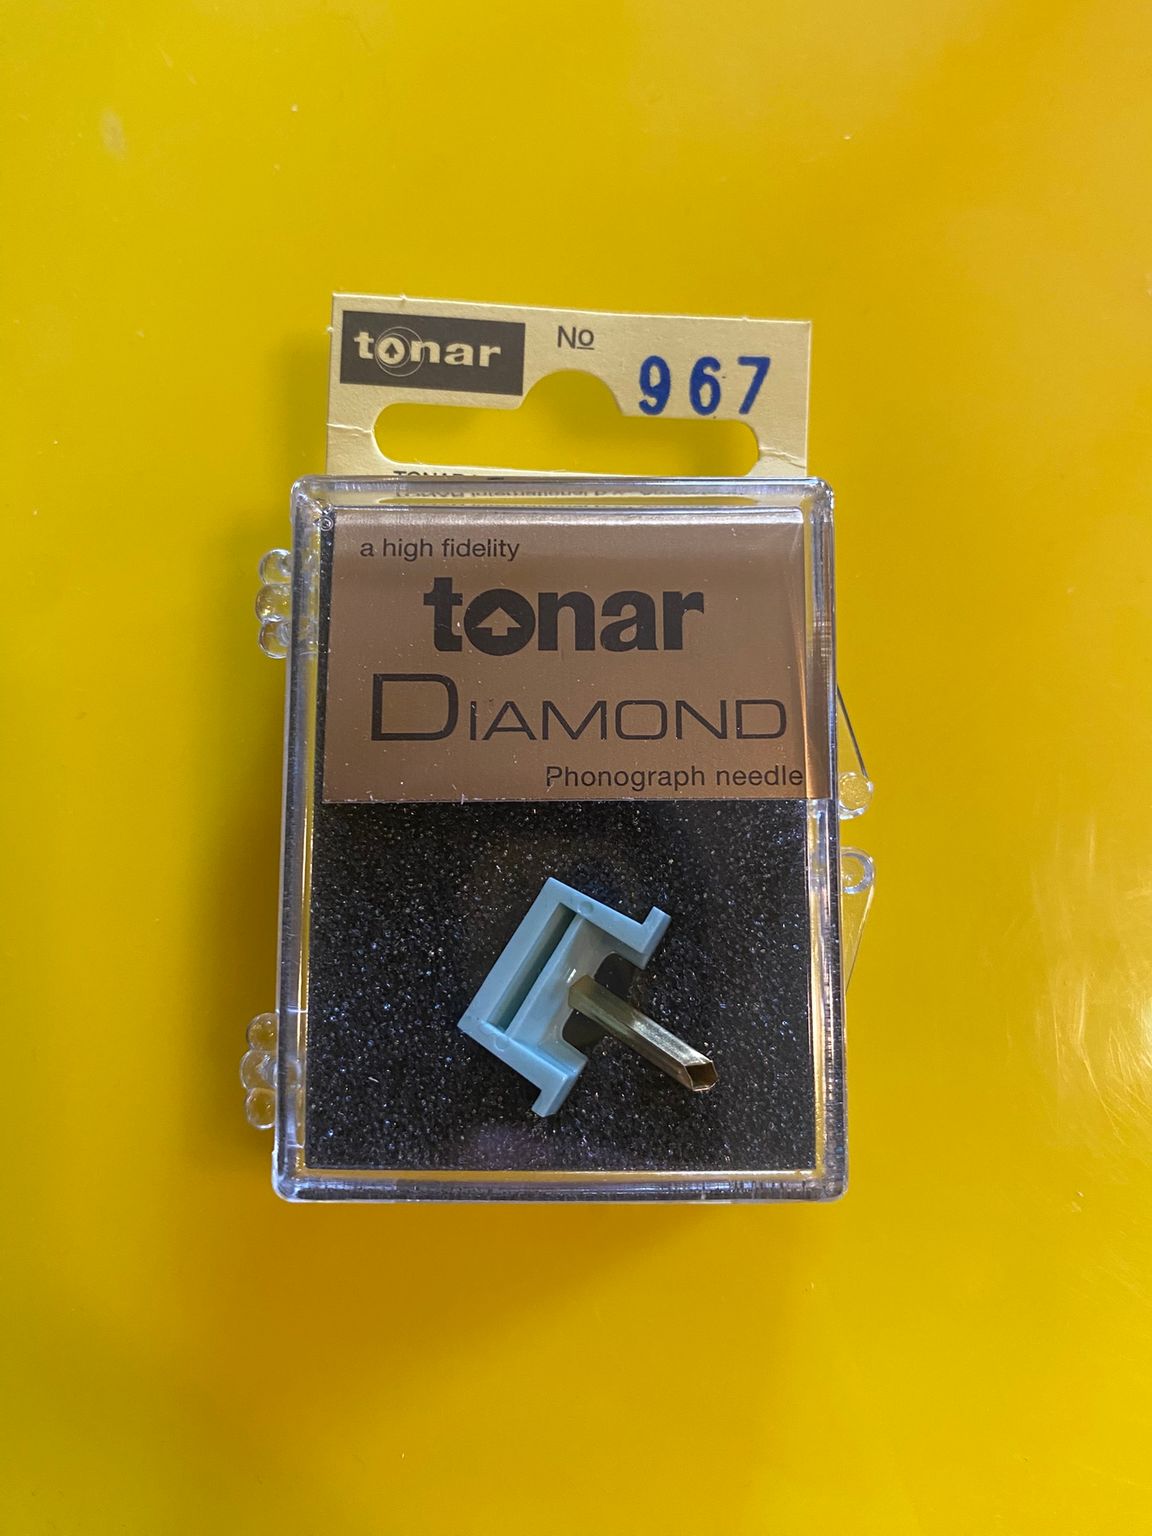 tonar
No
967
a high fidelity
tonar
DIAMOND
Phonograph needle